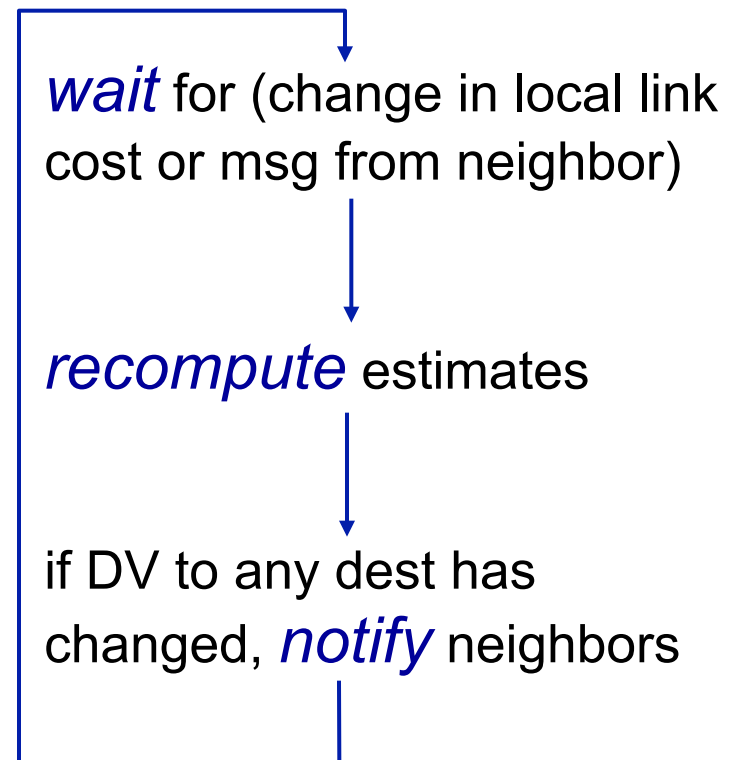 wait for (change in local link
cost or msg from neighbor)
recompute estimates
if DV to any dest has
changed, notify neighbors